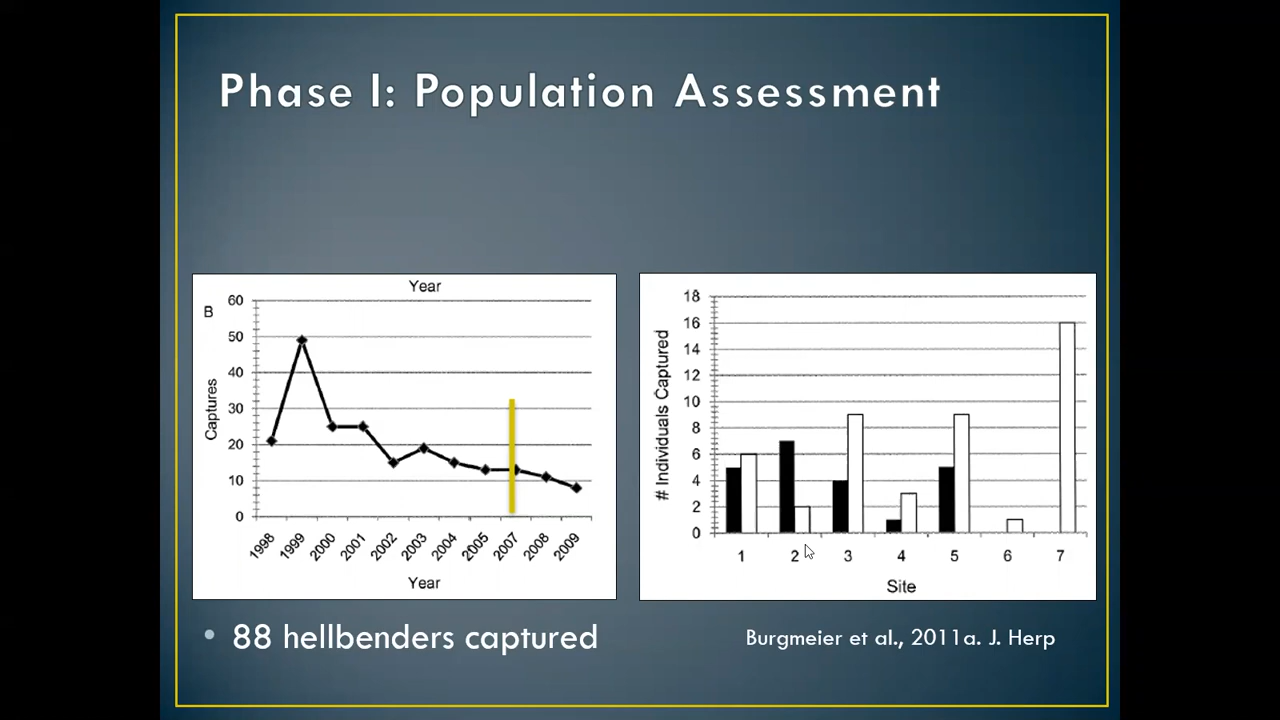 Phase I: Population Assessment
Year
B
60
50
40
30
20
10
0
Captures
1998 1999 2000 2001 2002 2003 2004 2005 2007 2008 2009
Year
18
16
14
12
10
8
6
4
2
0
# Individuals Captured
1 2 3 4 5 6 7
Site
• 88 hellbenders captured
Burgmeier et al., 2011a. J. Herp